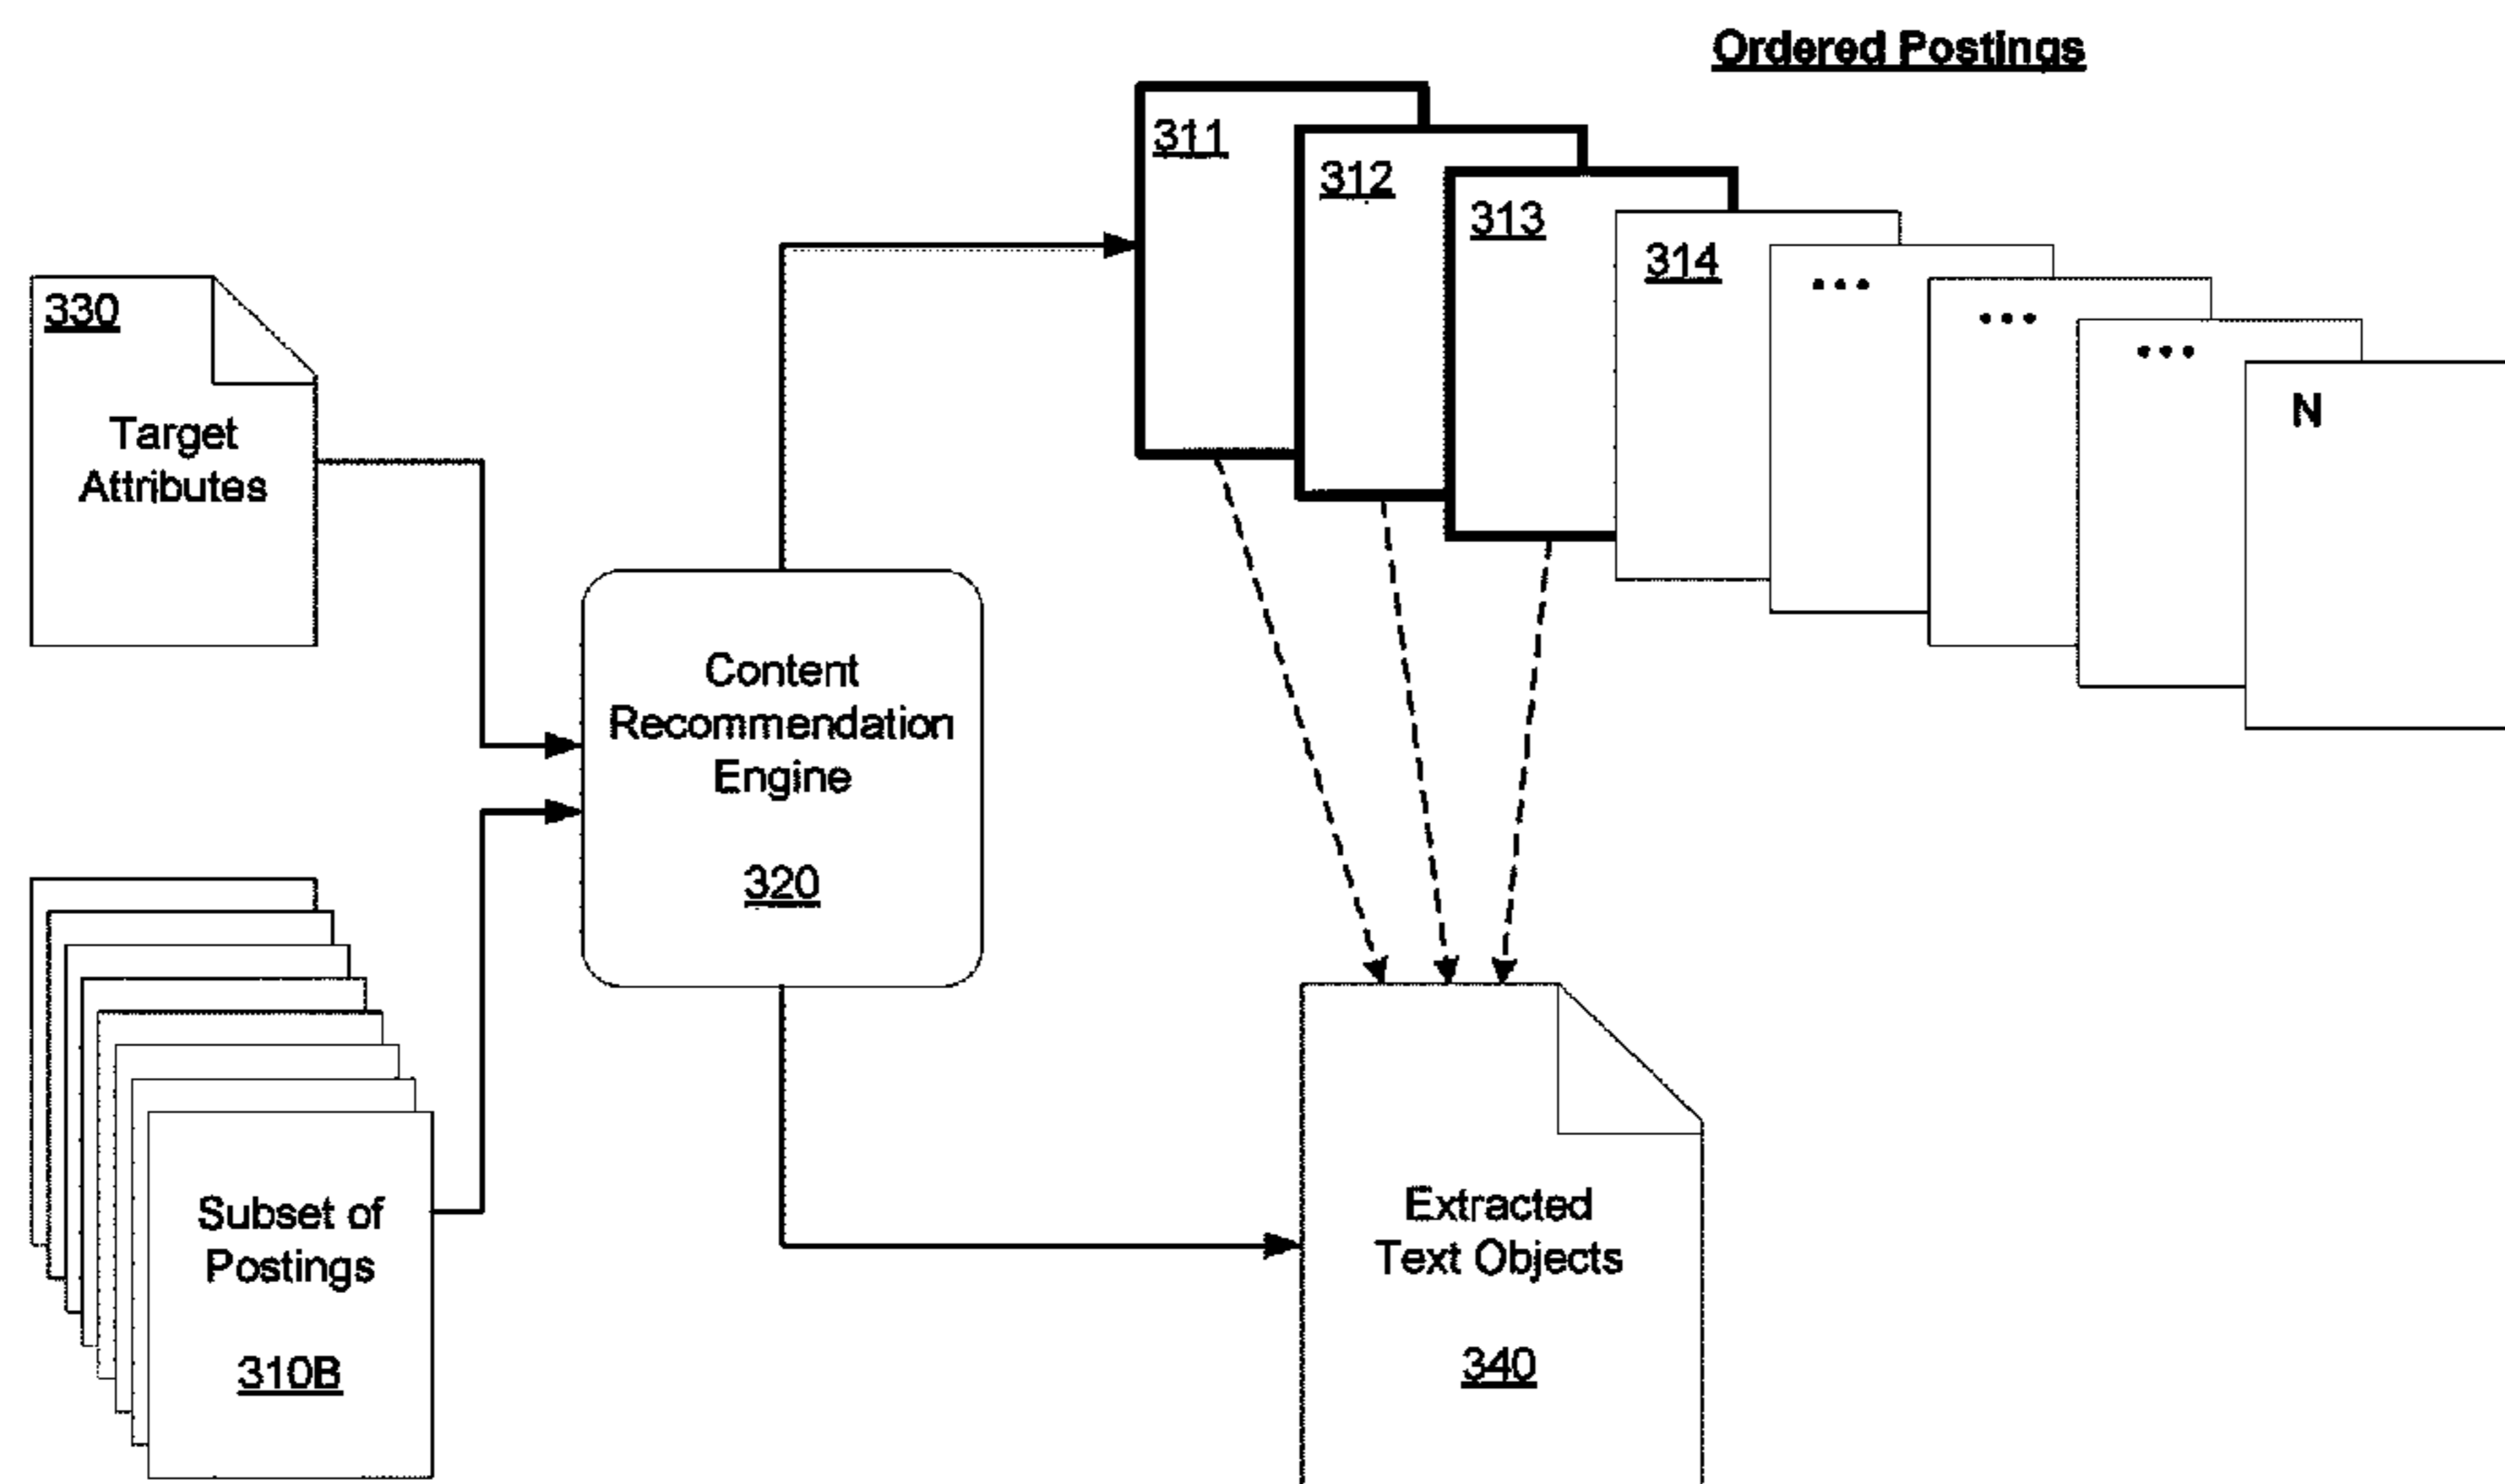 Ordered Postings
311
312
313
314
...
...
...
N
330
Target
Attributes
Content
Recommendation
Engine
320
Subset of
Postings
310B
Extracted
Text Objects
340